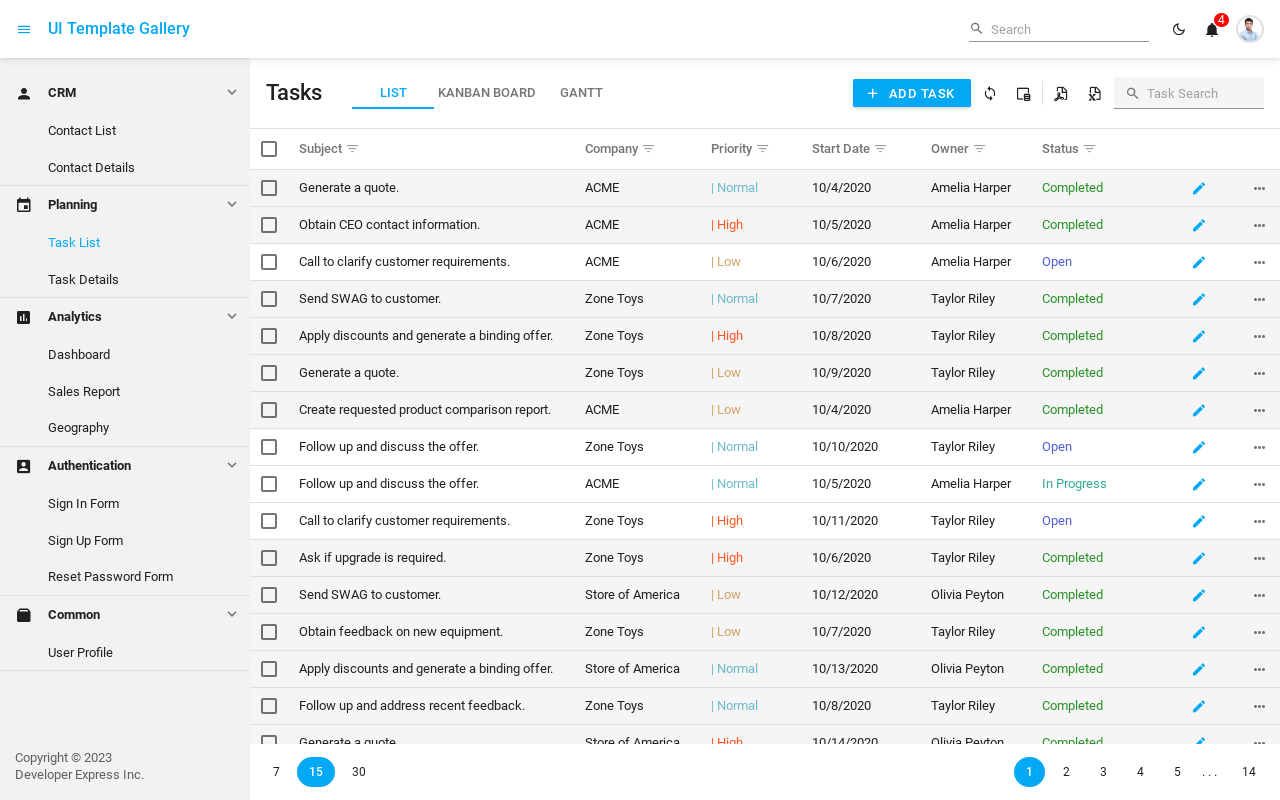 UI Template Gallery
Search
4
CRM
Contact List
Contact Details
Planning
Task List
Task Details
Analytics
Dashboard
Sales Report
Geography
Authentication
Sign In Form
Sign Up Form
Reset Password Form
Common
User Profile
Copyright © 2023
Developer Express Inc.
Tasks LIST KANBAN BOARD GANTT ADD TASK Task Search
Subject Company Priority Start Date Owner Status
Generate a quote. ACME | Normal 10/4/2020 Amelia Harper Completed
Obtain CEO contact information. ACME | High 10/5/2020 Amelia Harper Completed
Call to clarify customer requirements. ACME | Low 10/6/2020 Amelia Harper Open
Send SWAG to customer. Zone Toys | Normal 10/7/2020 Taylor Riley Completed
Apply discounts and generate a binding offer. Zone Toys | High 10/8/2020 Taylor Riley Completed
Generate a quote. Zone Toys | Low 10/9/2020 Taylor Riley Completed
Create requested product comparison report. ACME | Low 10/4/2020 Amelia Harper Completed
Follow up and discuss the offer. Zone Toys | Normal 10/10/2020 Taylor Riley Open
Follow up and discuss the offer. ACME | Normal 10/5/2020 Amelia Harper In Progress
Call to clarify customer requirements. Zone Toys | High 10/11/2020 Taylor Riley Open
Ask if upgrade is required. Zone Toys | High 10/6/2020 Taylor Riley Completed
Send SWAG to customer. Store of America | Low 10/12/2020 Olivia Peyton Completed
Obtain feedback on new equipment. Zone Toys | Low 10/7/2020 Taylor Riley Completed
Apply discounts and generate a binding offer. Store of America | Normal 10/13/2020 Olivia Peyton Completed
Follow up and address recent feedback. Zone Toys | Normal 10/8/2020 Taylor Riley Completed
Generate a quote. Store of America | High 10/14/2020 Olivia Peyton Completed
7 15 30 1 2 3 4 5 . . . 14